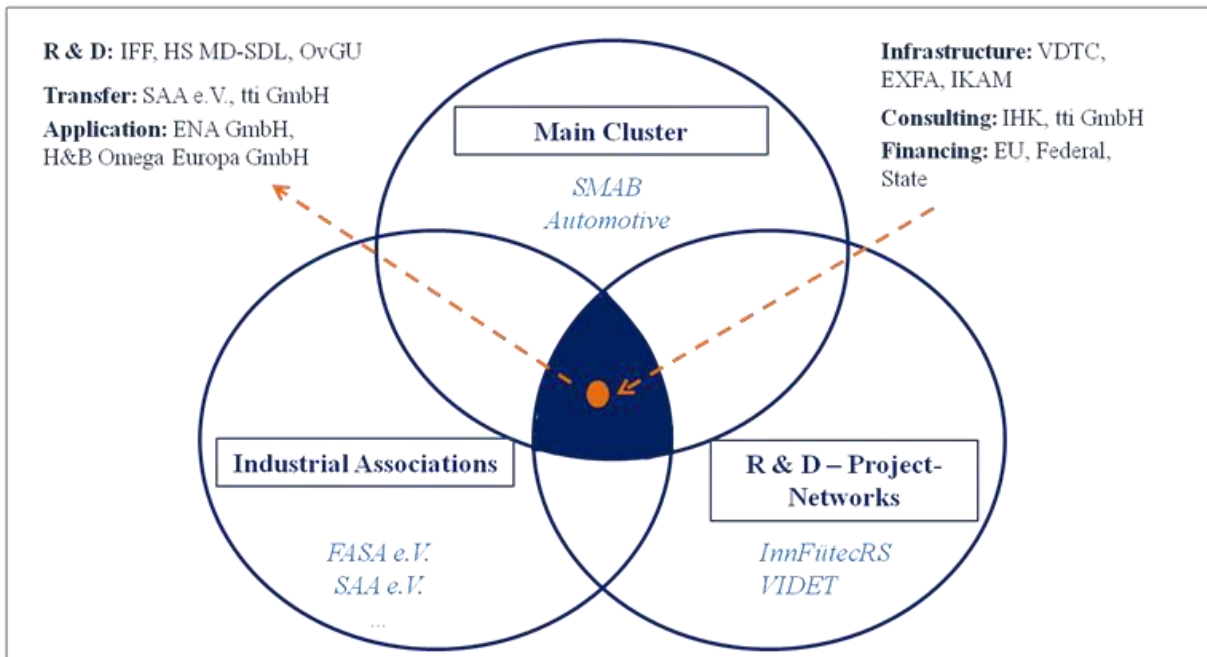 R & D: IFF, HS MD-SDL, OvGU
Transfer: SAA e.V., tti GmbH
Application: ENA GmbH,
H&B Omega Europa GmbH
Infrastructure: VDTC,
EXFA, IKAM
Consulting: IHK, tti GmbH
Financing: EU, Federal,
State
Main Cluster
SMAB
Automotive
Industrial Associations
FASA e.V.
SAA e.V.
...
R & D – Project-
Networks
InnFütecRS
VIDET